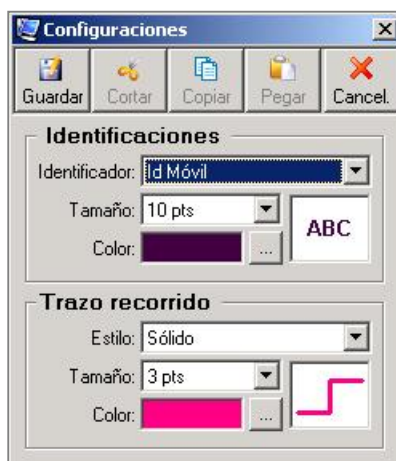 Configuraciones
Guardar Cortar Copiar Pegar Cancel.
Identificaciones
Identificador: Id Móvil
Tamaño: 10 pts
ABC
Color: ...
Trazo recorrido
Estilo: Sólido
Tamaño: 3 pts
Color: ...